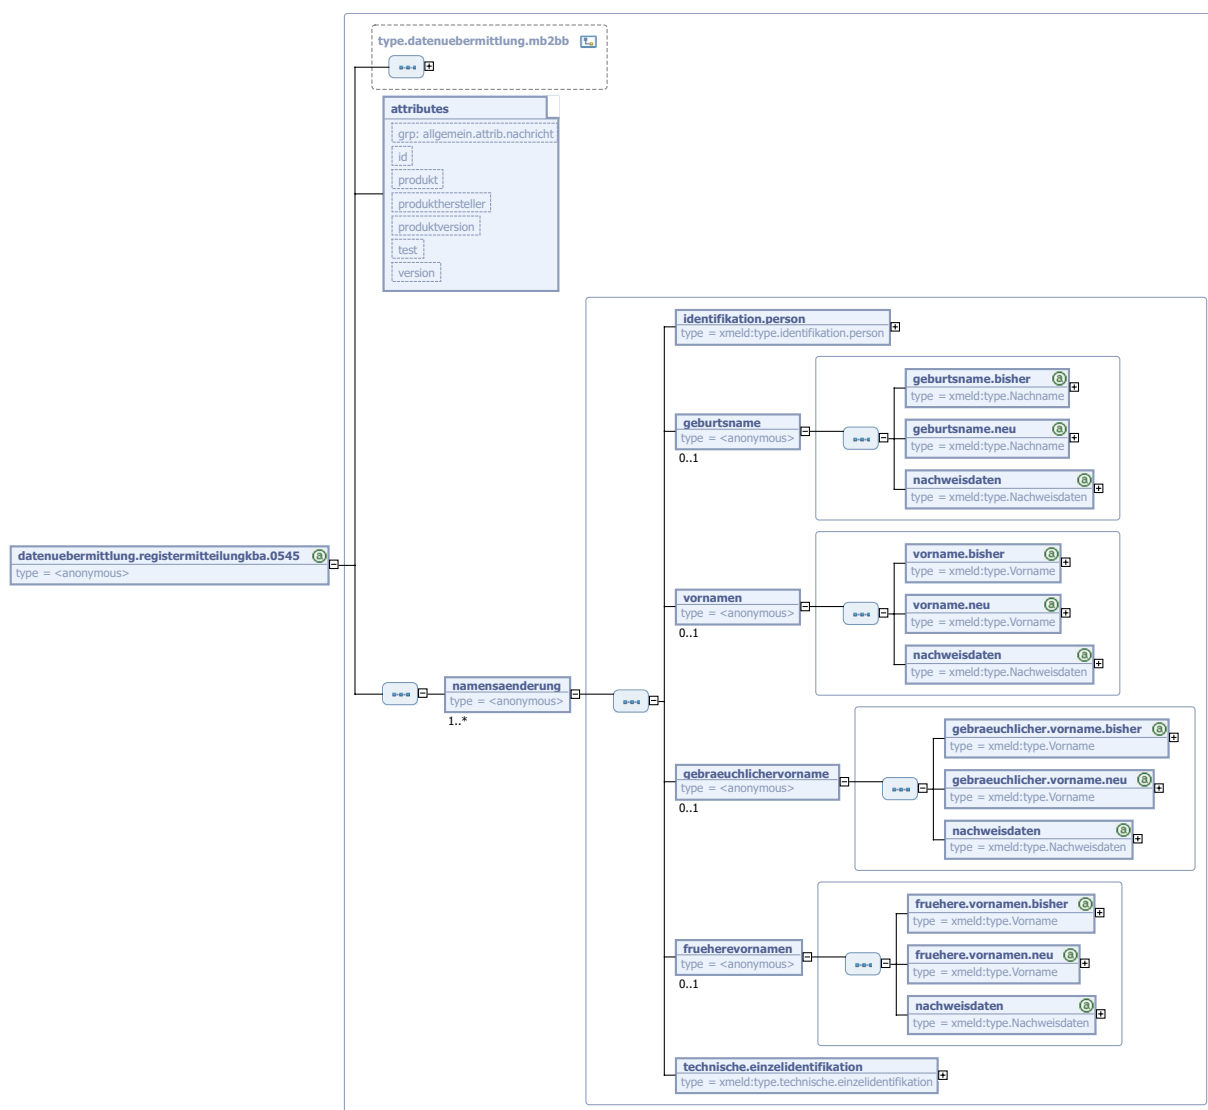 type.datenuebermittlung.mb2bb
attributes
grp: allgemein.attrib.nachricht
id
produkt
produkthersteller
produktversion
test
version
datenuebermittlung.registermitteilungkba.0545 a
type = <anonymous>
namensaenderung
type = <anonymous>
1..*
identifikation.person
type = xmeld:type.identifikation.person
geburtsname
type = <anonymous>
0..1
geburtsname.bisher a
type = xmeld:type.Nachname
geburtsname.neu a
type = xmeld:type.Nachname
nachweisdaten a
type = xmeld:type.Nachweisdaten
vornamen
type = <anonymous>
0..1
vorname.bisher a
type = xmeld:type.Vorname
vorname.neu a
type = xmeld:type.Vorname
nachweisdaten a
type = xmeld:type.Nachweisdaten
gebraeuchlichervorname
type = <anonymous>
0..1
gebraeuchlicher.vorname.bisher a
type = xmeld:type.Vorname
gebraeuchlicher.vorname.neu a
type = xmeld:type.Vorname
nachweisdaten a
type = xmeld:type.Nachweisdaten
frueherevornamen
type = <anonymous>
0..1
fruehere.vornamen.bisher a
type = xmeld:type.Vorname
fruehere.vornamen.neu a
type = xmeld:type.Vorname
nachweisdaten a
type = xmeld:type.Nachweisdaten
technische.einzelidentifikation
type = xmeld:type.technische.einzelidentifikation